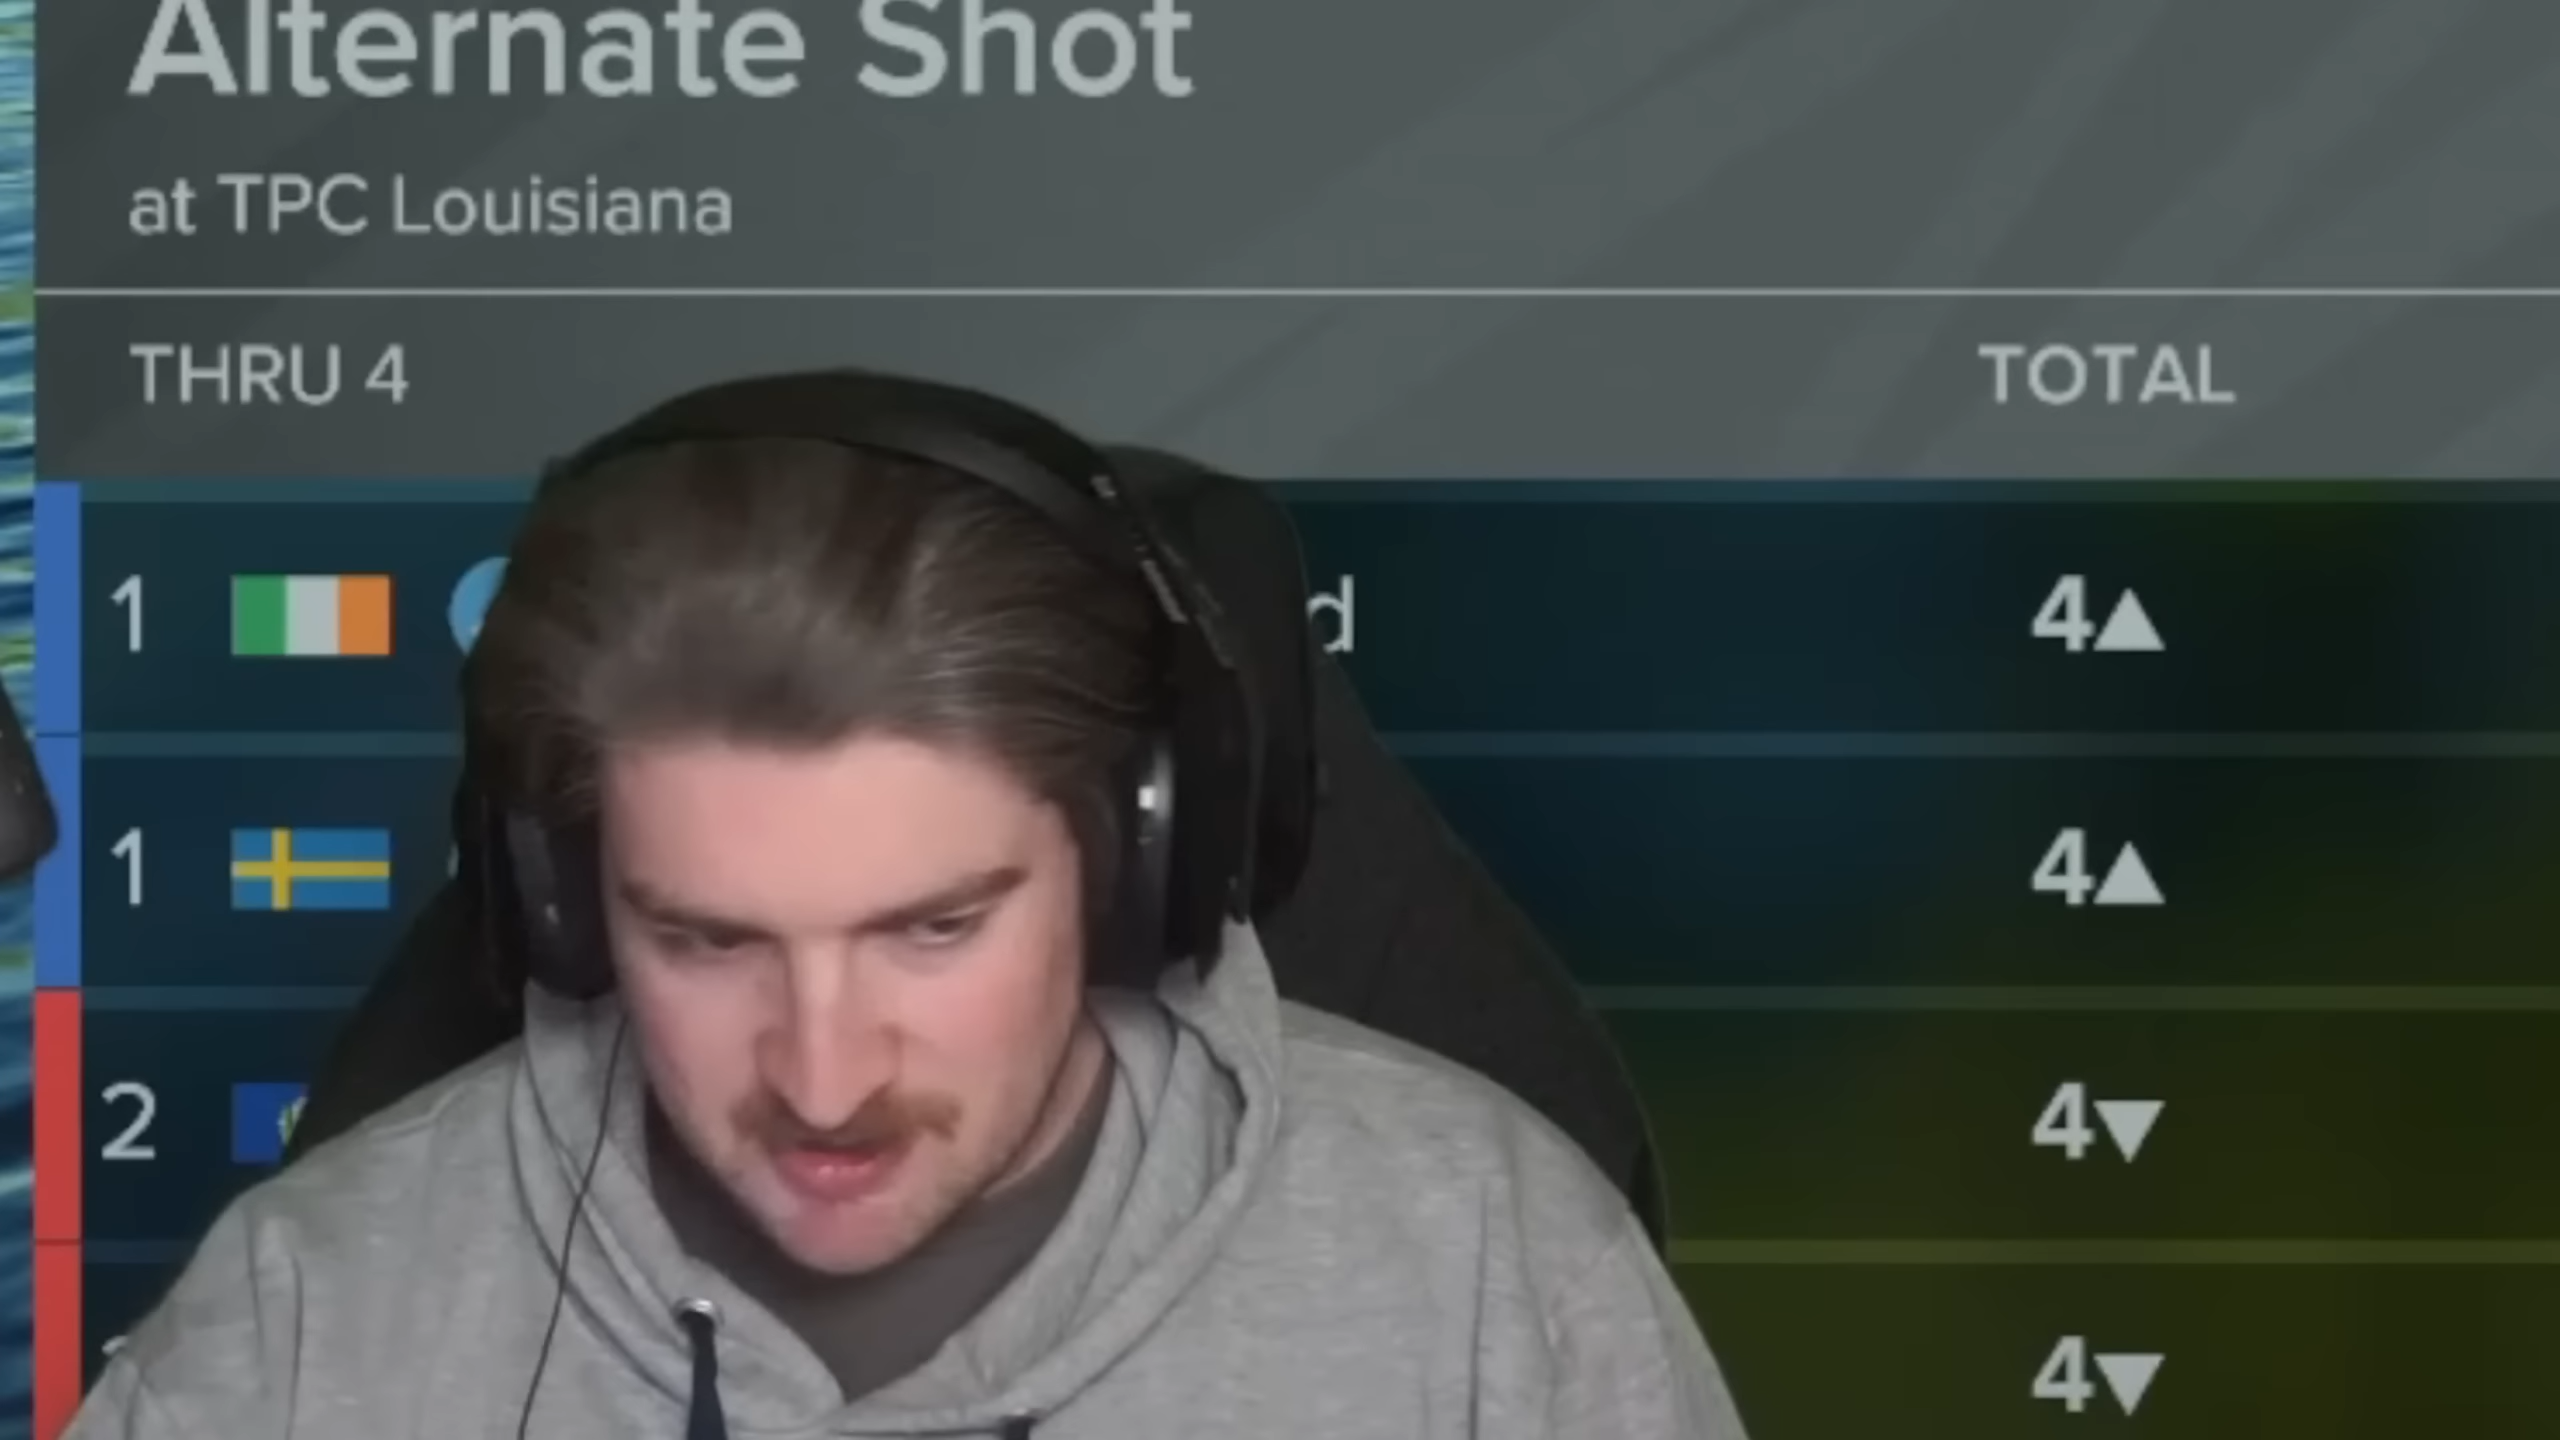 Alternate Shot
at TPC Louisiana
THRU 4 TOTAL
1 4▲
1 4▲
2 4▼
4▼